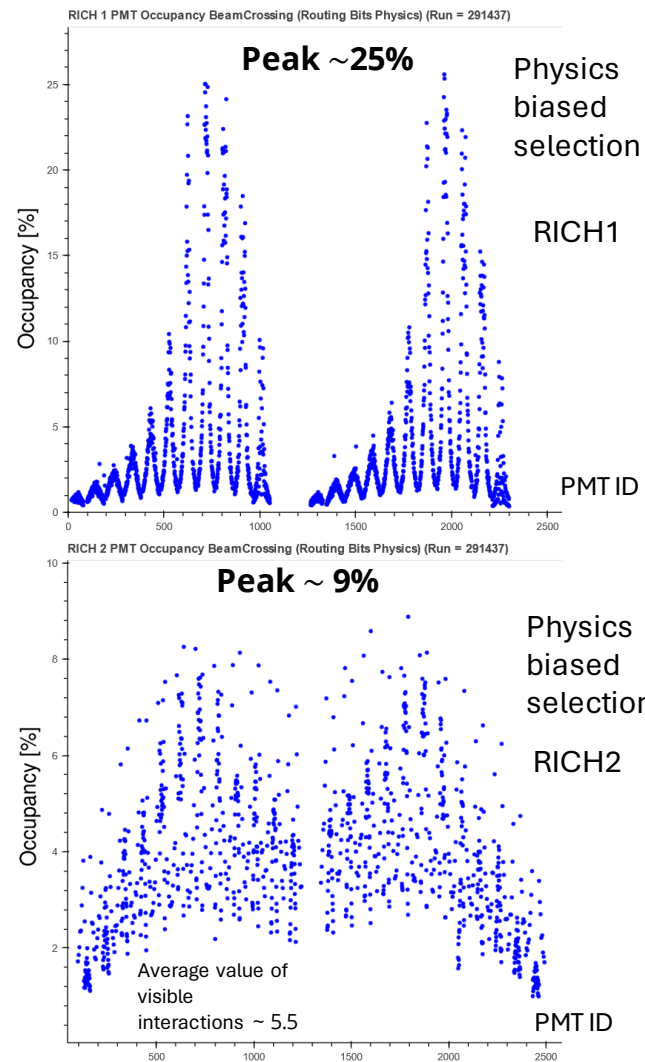 RICH 1 PMT Occupancy BeamCrossing (Routing Bits Physics) (Run = 291437)
Peak ~25%
Physics
biased
selection
RICH1
Occupancy [%]
25
20
15
10
5
0
PMT ID
0 500 1000 1500 2000 2500
RICH 2 PMT Occupancy BeamCrossing (Routing Bits Physics) (Run = 291437)
Peak ~ 9%
Physics
biased
selection
RICH2
Occupancy [%]
10
8
6
4
2
Average value of
visible
interactions ~ 5.5
PMT ID
500 1000 1500 2000 2500